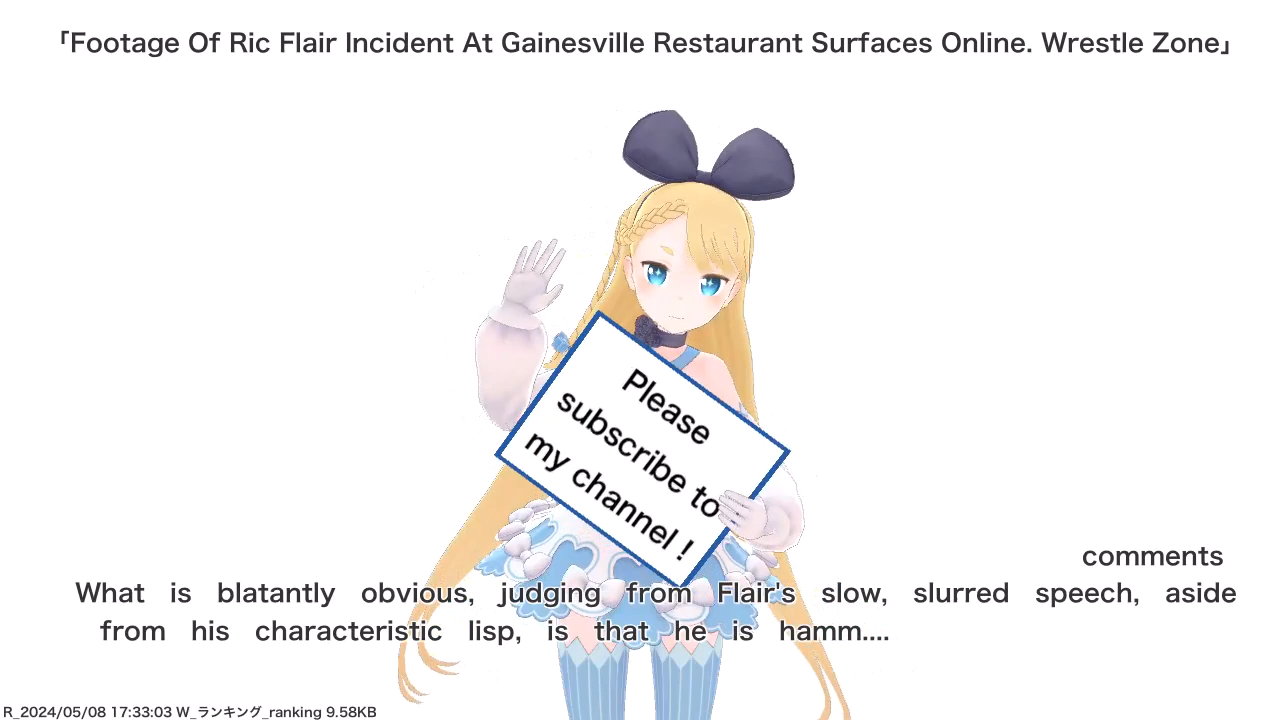 「Footage Of Ric Flair Incident At Gainesville Restaurant Surfaces Online. Wrestle Zone」
Please
subscribe to
my channel !
comments
What is blatantly obvious, judging from Flair's slow, slurred speech, aside
from his characteristic lisp, is that he is hamm....
R_2024/05/08 17:33:03 W_ランキング_ranking 9.58KB